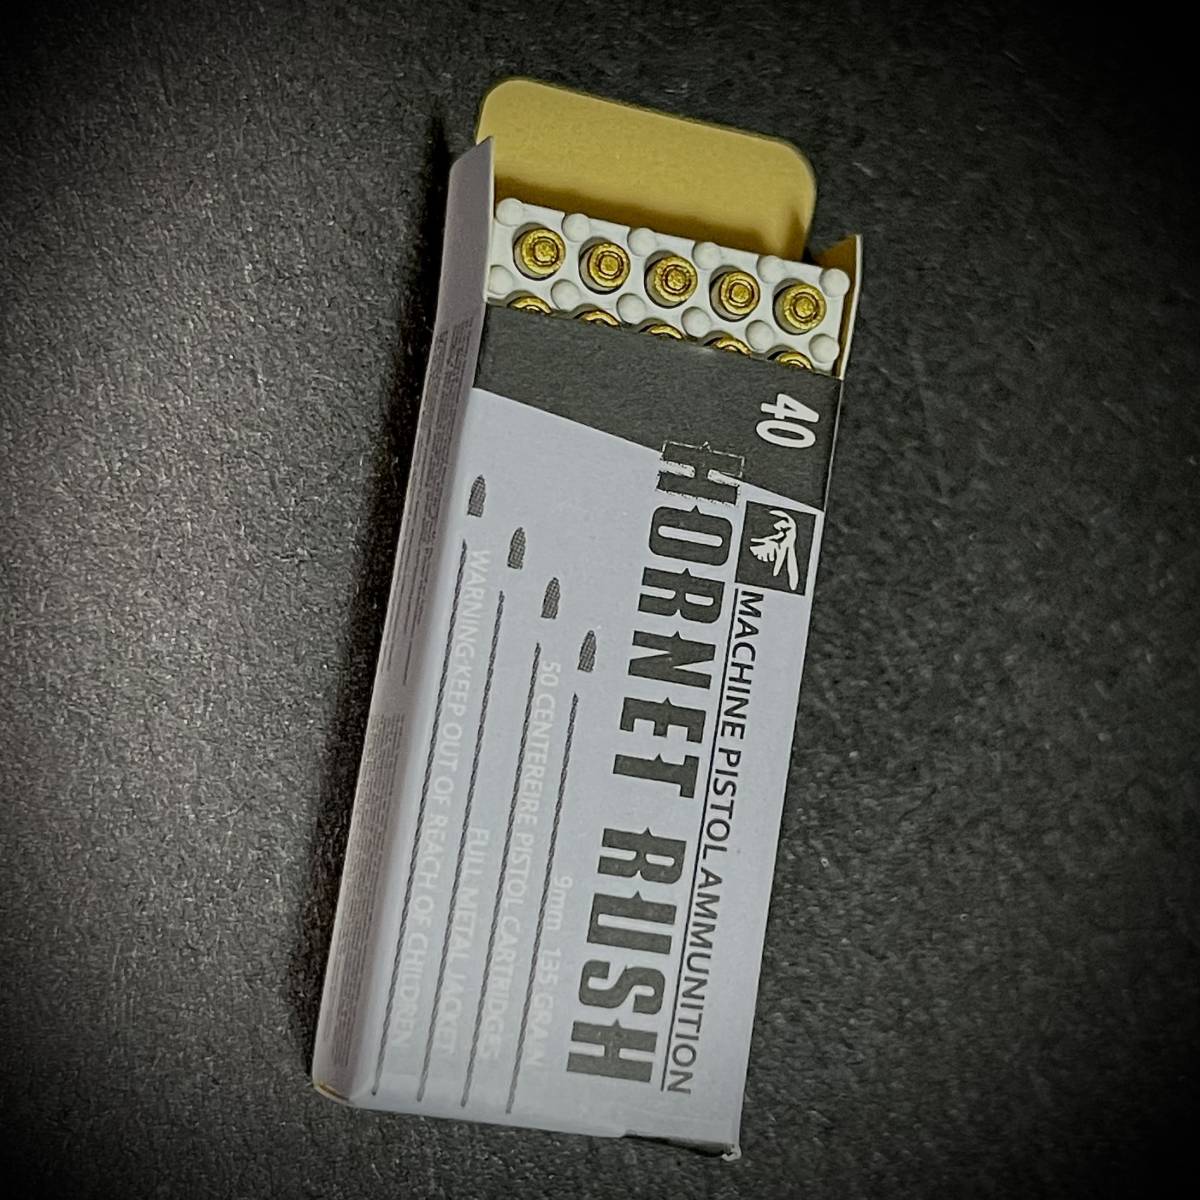 40
MACHINE PISTOL AMMUNITION
HORNET RUSH
9mm 135 GRAIN
50 CENTEREIRE PISTOL CARTRIDGES
FULL METAL JACKET
WARNING:KEEP OUT OF REACH OF CHILDREN